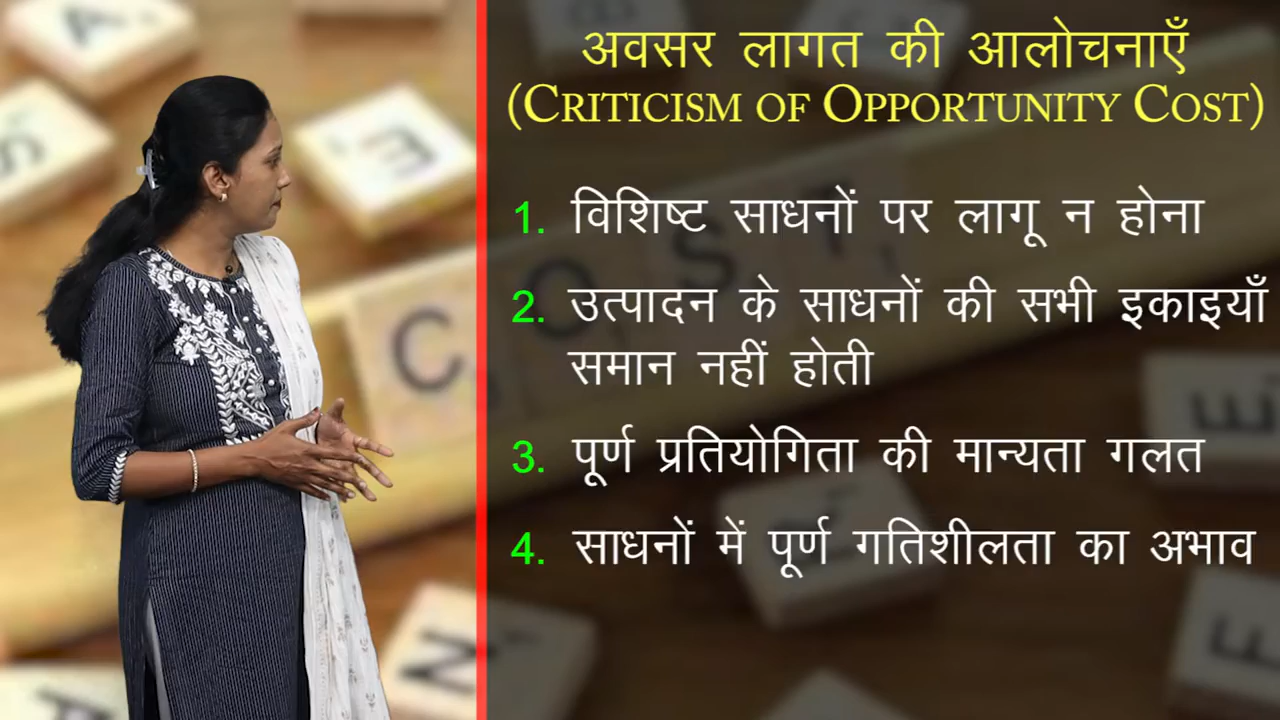 अवसर लागत की आलोचनाएँ
(CRITICISM OF OPPORTUNITY COST)
1. विशिष्ट साधनों पर लागू न होना
2. उत्पादन के साधनों की सभी इकाइयाँ
समान नहीं होती
3. पूर्ण प्रतियोगिता की मान्यता गलत
4. साधनों में पूर्ण गतिशीलता का अभाव